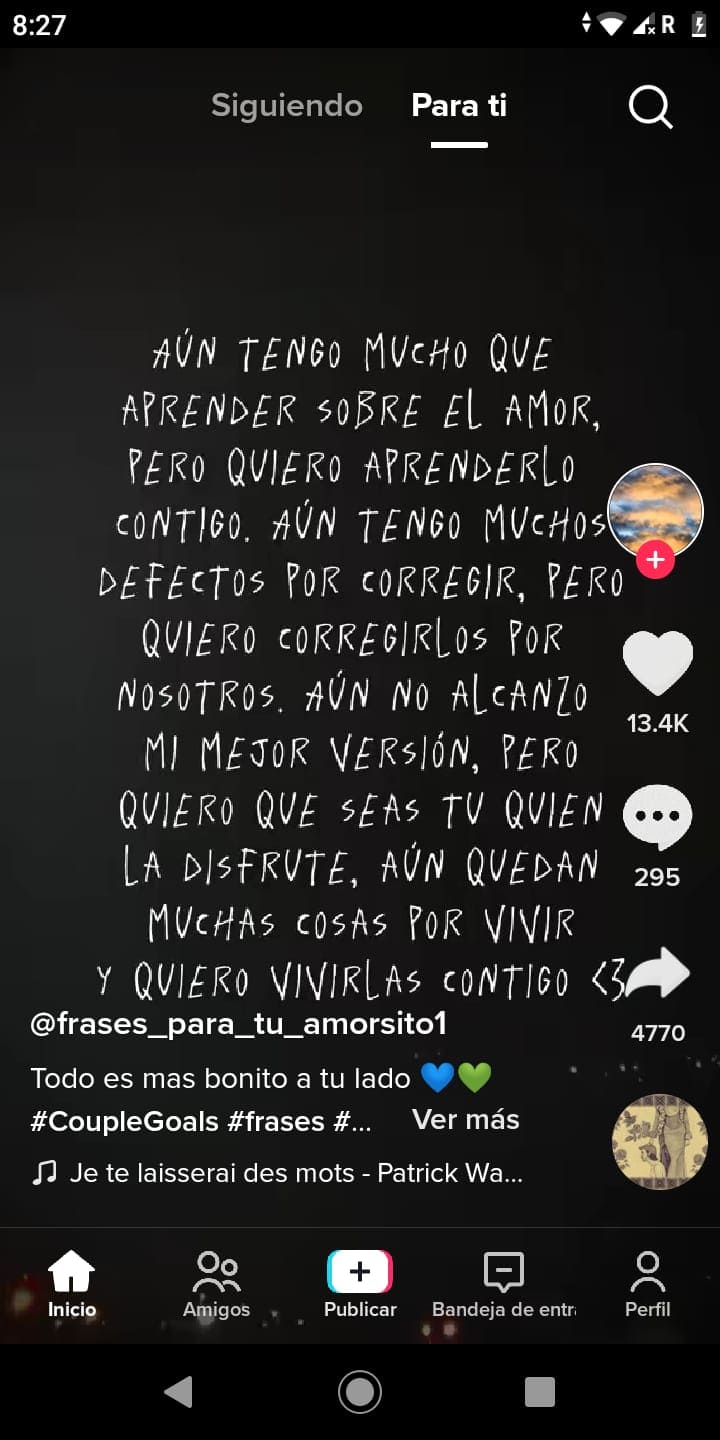 8:27
R
Siguiendo Para ti
AÚN TENGO MUCHO QUE
APRENDER SOBRE EL AMOR,
PERO QUIERO APRENDERLO
CONTIGO. AÚN TENGO MUCHOS
DEFECTOS POR CORREGIR, PERO
QUIERO CORREGIRLOS POR
NOSOTROS. AÚN NO ALCANZO
MI MEJOR VERSIÓN, PERO
QUIERO QUE SEAS TU QUIEN
LA DISFRUTE, AÚN QUEDAN
MUCHAS COSAS POR VIVIR
Y QUIERO VIVIRLAS CONTIGO <3
13.4K
295
4770
@frases_para_tu_amorsito1
Todo es mas bonito a tu lado 💙💚
#CoupleGoals #frases #... Ver más
Je te laisserai des mots - Patrick Wa...
Inicio Amigos Publicar Bandeja de entr Perfil